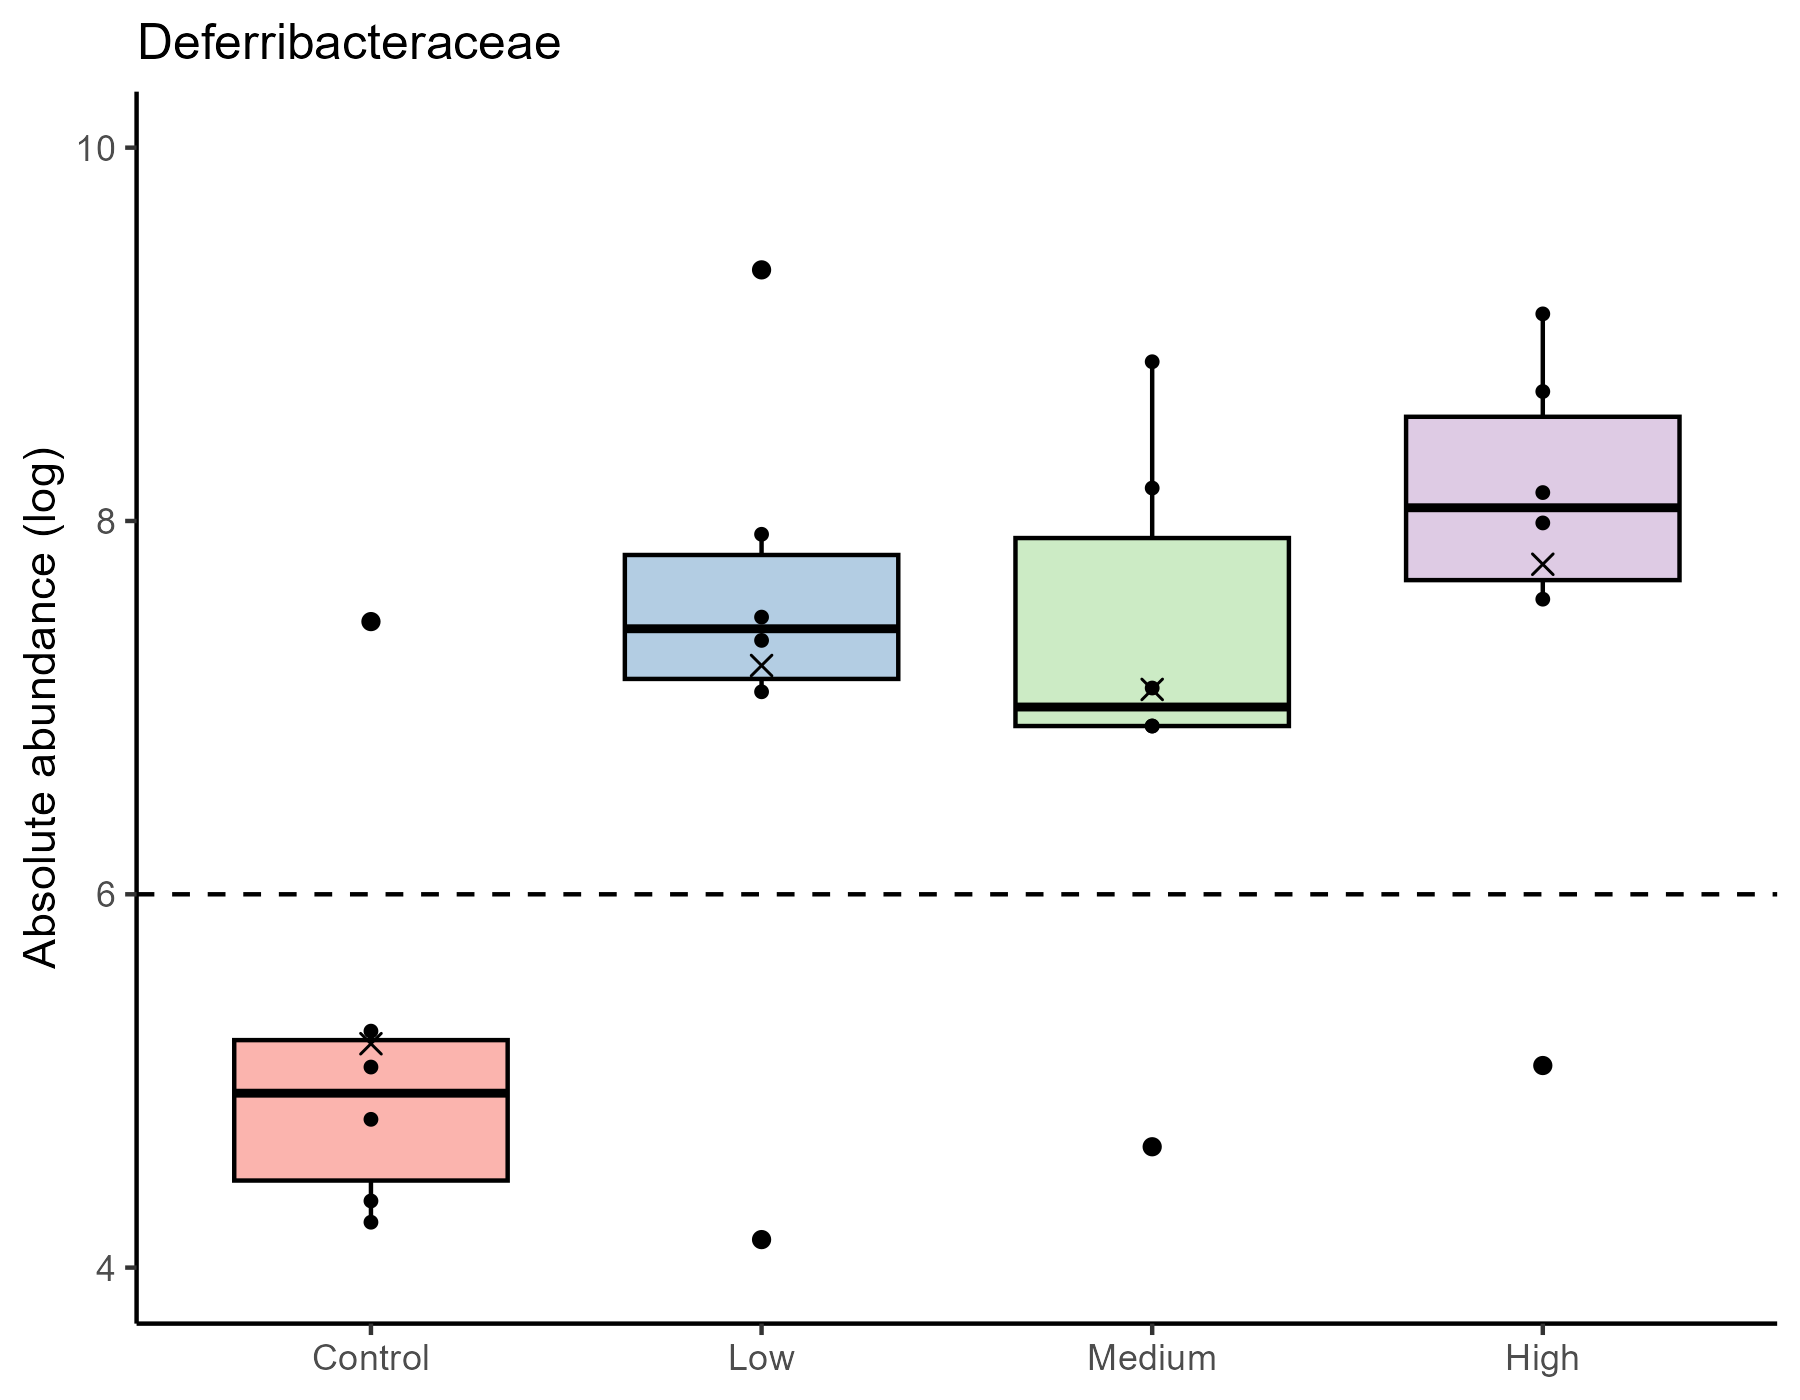 Deferribacteraceae
Absolute abundance (log)
10
8
6
4
Control
Low
Medium
High